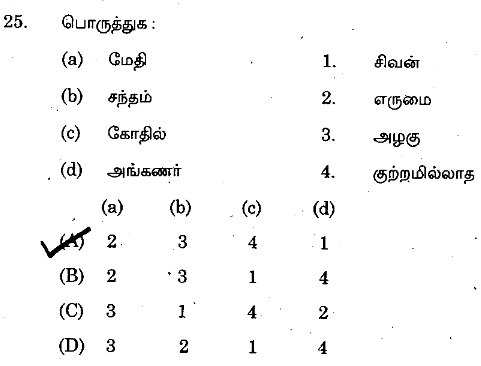 25. பொருத்துக :
(a) மேதி 1. சிவன்
(b) சந்தம் 2. எருமை
(c) கோதில் 3. அழகு
(d) அங்கணர் 4. குற்றமில்லாத
(a) (b) (c) (d)
(A) 2 3 4 1
(B) 2 3 1 4
(C) 3 1 4 2
(D) 3 2 1 4